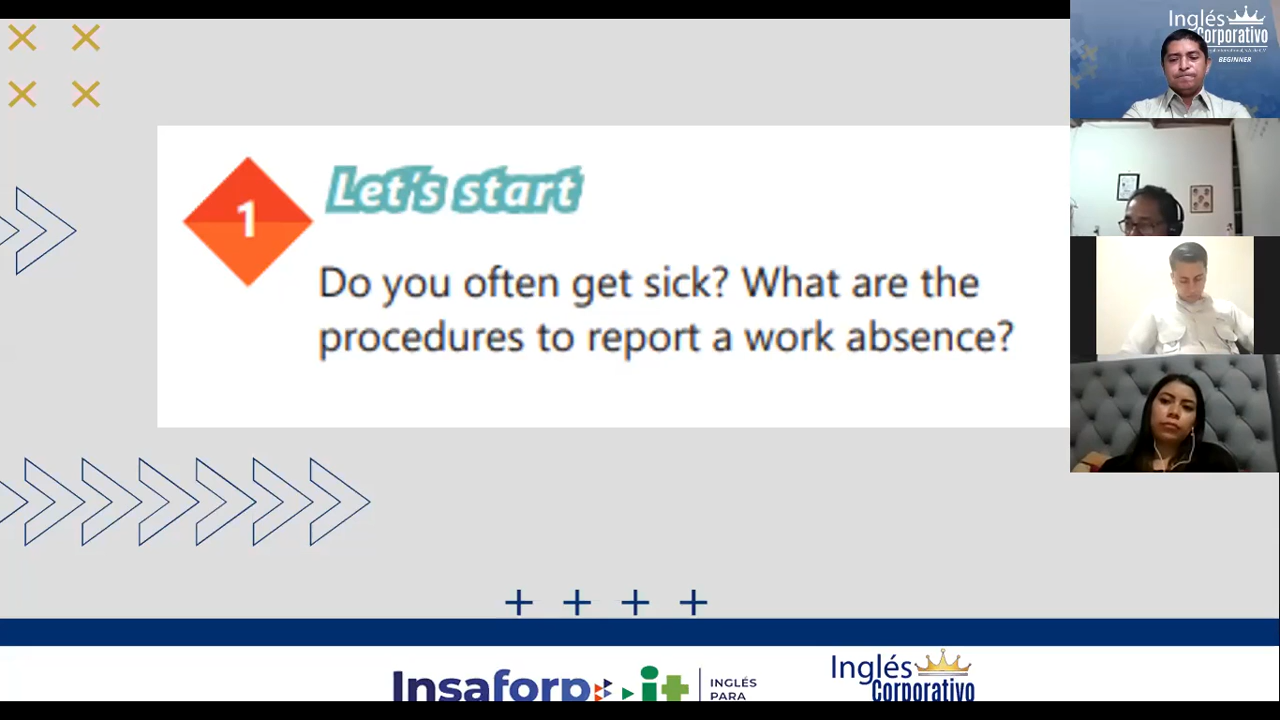 1
Let's start
Do you often get sick? What are the
procedures to report a work absence?
Inglés
Corporativo
BEGINNER
Insaforp
it
INGLÉS
PARA
Inglés
Corporativo